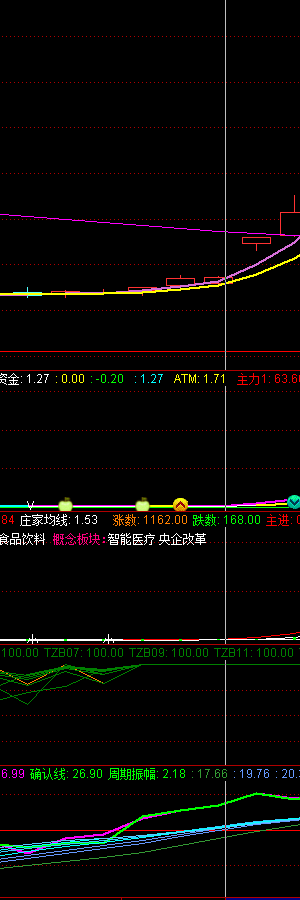 资金: 1.27 : 0.00 : -0.20 : 1.27 ATM: 1.71 主力1: 63.6
84 庄家均线: 1.53 涨数: 1162.00 跌数: 168.00 主进:
食品饮料 概念板块: 智能医疗 央企改革
100.00 TZB07: 100.00 TZB09: 100.00 TZB11: 100.00
6.99 确认线: 26.90 周期振幅: 2.18 : 17.66 : 19.76 : 20.